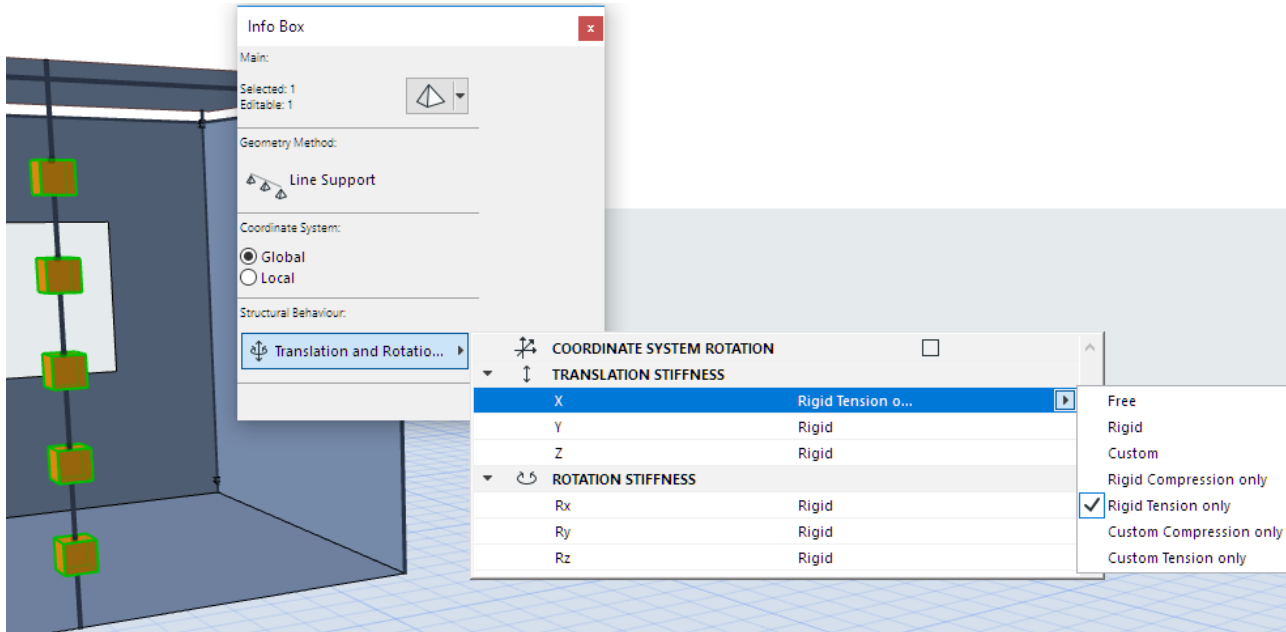 Info Box
x
Main:
Selected: 1
Editable: 1
Geometry Method:
Line Support
Coordinate System:
Global
Local
Structural Behaviour:
Translation and Rotatio...
COORDINATE SYSTEM ROTATION
TRANSLATION STIFFNESS
X Rigid Tension o...
Y Rigid
Z Rigid
ROTATION STIFFNESS
Rx Rigid
Ry Rigid
Rz Rigid
Free
Rigid
Custom
Rigid Compression only
Rigid Tension only
Custom Compression only
Custom Tension only